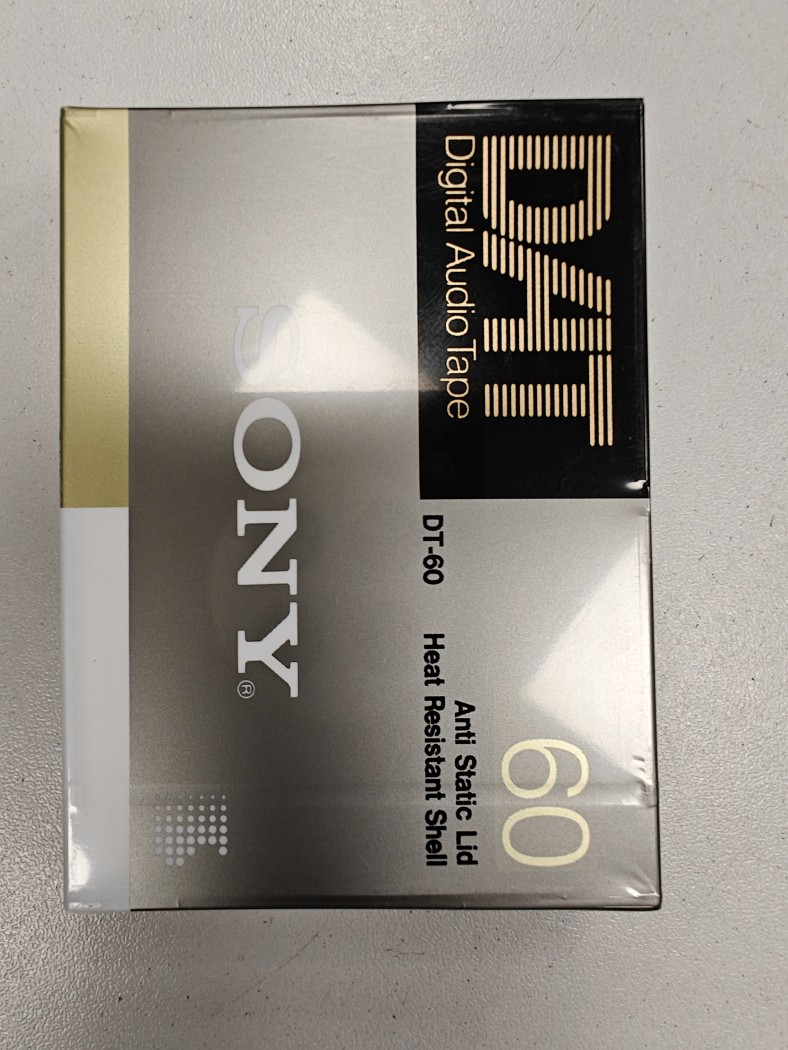 DAT
Digital Audio Tape
60
Anti Static Lid
DT-60 Heat Resistant Shell
SONY®